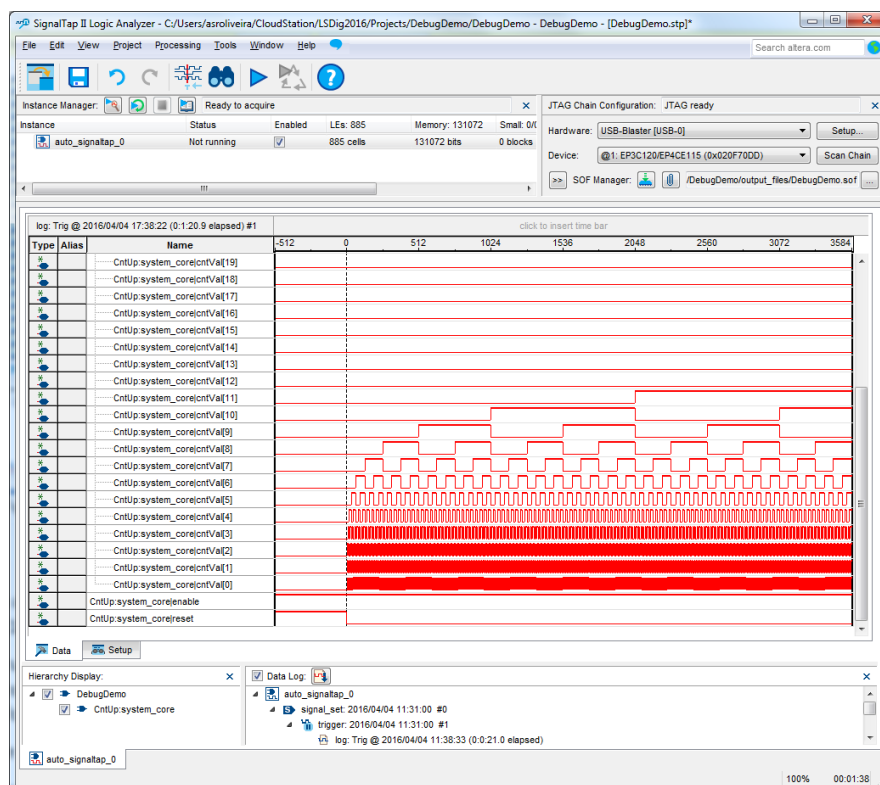 SignalTap II Logic Analyzer - C:/Users/asroliveira/CloudStation/LSDig2016/Projects/DebugDemo/DebugDemo - DebugDemo - [DebugDemo.stp]*
File Edit View Project Processing Tools Window Help
Search altera.com
Instance Manager: Ready to acquire
JTAG Chain Configuration: JTAG ready
Instance Status Enabled LEs: 885 Memory: 131072 Small: 0/0
auto_signaltap_0 Not running 885 cells 131072 bits 0 blocks
Hardware: USB-Blaster [USB-0] Setup...
Device: @1: EP3C120/EP4CE115 (0x020F70DD) Scan Chain
>> SOF Manager: /DebugDemo/output_files/DebugDemo.sof ...
log: Trig @ 2016/04/04 17:38:22 (0:1:20.9 elapsed) #1
click to insert time bar
Type Alias Name -512 0 512 1024 1536 2048 2560 3072 3584
CntUp:system_core|cntVal[19]
CntUp:system_core|cntVal[18]
CntUp:system_core|cntVal[17]
CntUp:system_core|cntVal[16]
CntUp:system_core|cntVal[15]
CntUp:system_core|cntVal[14]
CntUp:system_core|cntVal[13]
CntUp:system_core|cntVal[12]
CntUp:system_core|cntVal[11]
CntUp:system_core|cntVal[10]
CntUp:system_core|cntVal[9]
CntUp:system_core|cntVal[8]
CntUp:system_core|cntVal[7]
CntUp:system_core|cntVal[6]
CntUp:system_core|cntVal[5]
CntUp:system_core|cntVal[4]
CntUp:system_core|cntVal[3]
CntUp:system_core|cntVal[2]
CntUp:system_core|cntVal[1]
CntUp:system_core|cntVal[0]
CntUp:system_core|enable
CntUp:system_core|reset
Data Setup
Hierarchy Display:
DebugDemo
CntUp:system_core
Data Log:
auto_signaltap_0
signal_set: 2016/04/04 11:31:00 #0
trigger: 2016/04/04 11:31:00 #1
log: Trig @ 2016/04/04 11:38:33 (0:0:21.0 elapsed)
auto_signaltap_0
100% 00:01:38